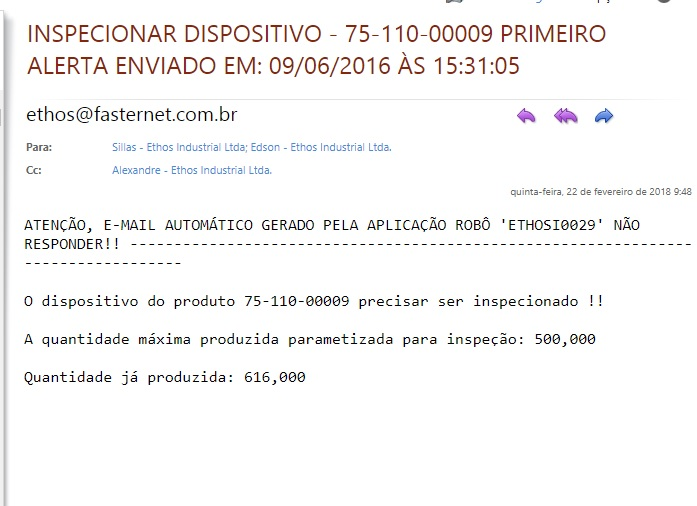 INSPECIONAR DISPOSITIVO - 75-110-00009 PRIMEIRO
ALERTA ENVIADO EM: 09/06/2016 ÀS 15:31:05
ethos@fasternet.com.br
Para: Sillas - Ethos Industrial Ltda; Edson - Ethos Industrial Ltda.
Cc: Alexandre - Ethos Industrial Ltda.
quinta-feira, 22 de fevereiro de 2018 9:48
ATENÇÃO, E-MAIL AUTOMÁTICO GERADO PELA APLICAÇÃO ROBÔ 'ETHOSI0029' NÃO
RESPONDER!! ----------------------------------------------------------------
------------------
O dispositivo do produto 75-110-00009 precisar ser inspecionado !!
A quantidade máxima produzida parametizada para inspeção: 500,000
Quantidade já produzida: 616,000